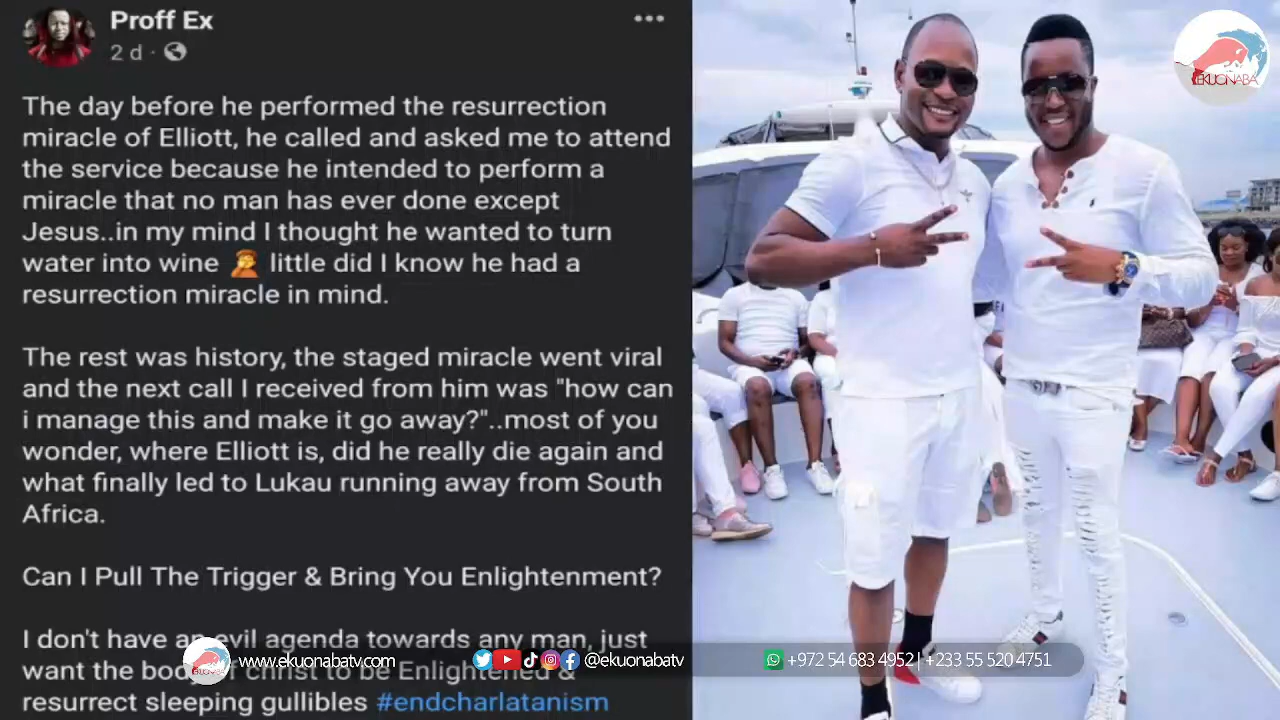 Proff Ex
2 d ·
The day before he performed the resurrection
miracle of Elliott, he called and asked me to attend
the service because he intended to perform a
miracle that no man has ever done except
Jesus..in my mind I thought he wanted to turn
water into wine 🤦 little did I know he had a
resurrection miracle in mind.
The rest was history, the staged miracle went viral
and the next call I received from him was "how can
i manage this and make it go away?"..most of you
wonder, where Elliott is, did he really die again and
what finally led to Lukau running away from South
Africa.
Can I Pull The Trigger & Bring You Enlightenment?
I don't have an evil agenda towards any man, just
want the body of christ to be Enlightened &
resurrect sleeping gullibles #endcharlatanism
EKUONABA
www.ekuonabatv.com
@ekuonabatv
+972 54 683 4952 | +233 55 520 4751